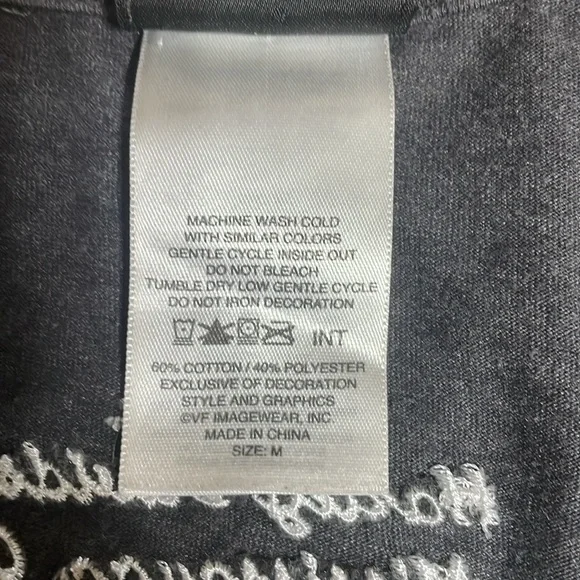 MACHINE WASH COLD
WITH SIMILAR COLORS
GENTLE CYCLE INSIDE OUT
DO NOT BLEACH
TUMBLE DRY LOW GENTLE CYCLE
DO NOT IRON DECORATION
INT
60% COTTON / 40% POLYESTER
EXCLUSIVE OF DECORATION
STYLE AND GRAPHICS
©VF IMAGEWEAR, INC
MADE IN CHINA
SIZE: M